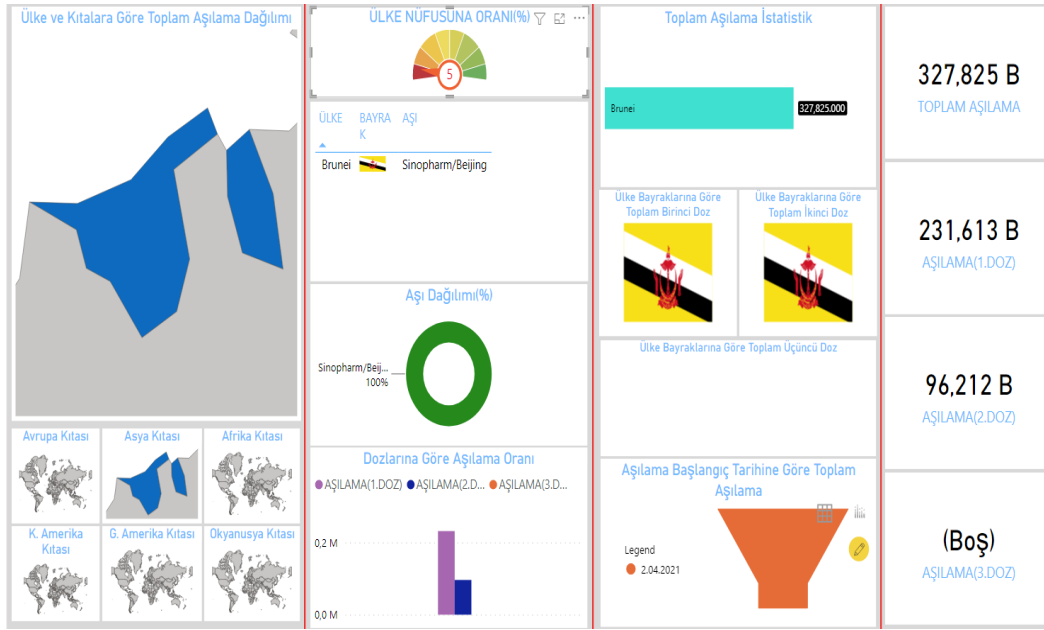 Ülke ve Kıtalara Göre Toplam Aşılama Dağılımı
Avrupa Kıtası
Asya Kıtası
Afrika Kıtası
K. Amerika
Kıtası
G. Amerika Kıtası
Okyanusya Kıtası
ÜLKE NÜFUSUNA ORANI(%)
5
ÜLKE BAYRA AŞI
K
Brunei Sinopharm/Beijing
Aşı Dağılımı(%)
Sinopharm/Beij...
100%
Dozlarına Göre Aşılama Oranı
AŞILAMA(1.DOZ) AŞILAMA(2.D... AŞILAMA(3.D...
0,2 M
0,0 M
Toplam Aşılama İstatistik
Brunei 327,825.000
Ülke Bayraklarına Göre
Toplam Birinci Doz
Ülke Bayraklarına Göre
Toplam İkinci Doz
Ülke Bayraklarına Göre Toplam Üçüncü Doz
Aşılama Başlangıç Tarihine Göre Toplam
Aşılama
Legend
2.04.2021
327,825 B
TOPLAM AŞILAMA
231,613 B
AŞILAMA(1.DOZ)
96,212 B
AŞILAMA(2.DOZ)
(Boş)
AŞILAMA(3.DOZ)